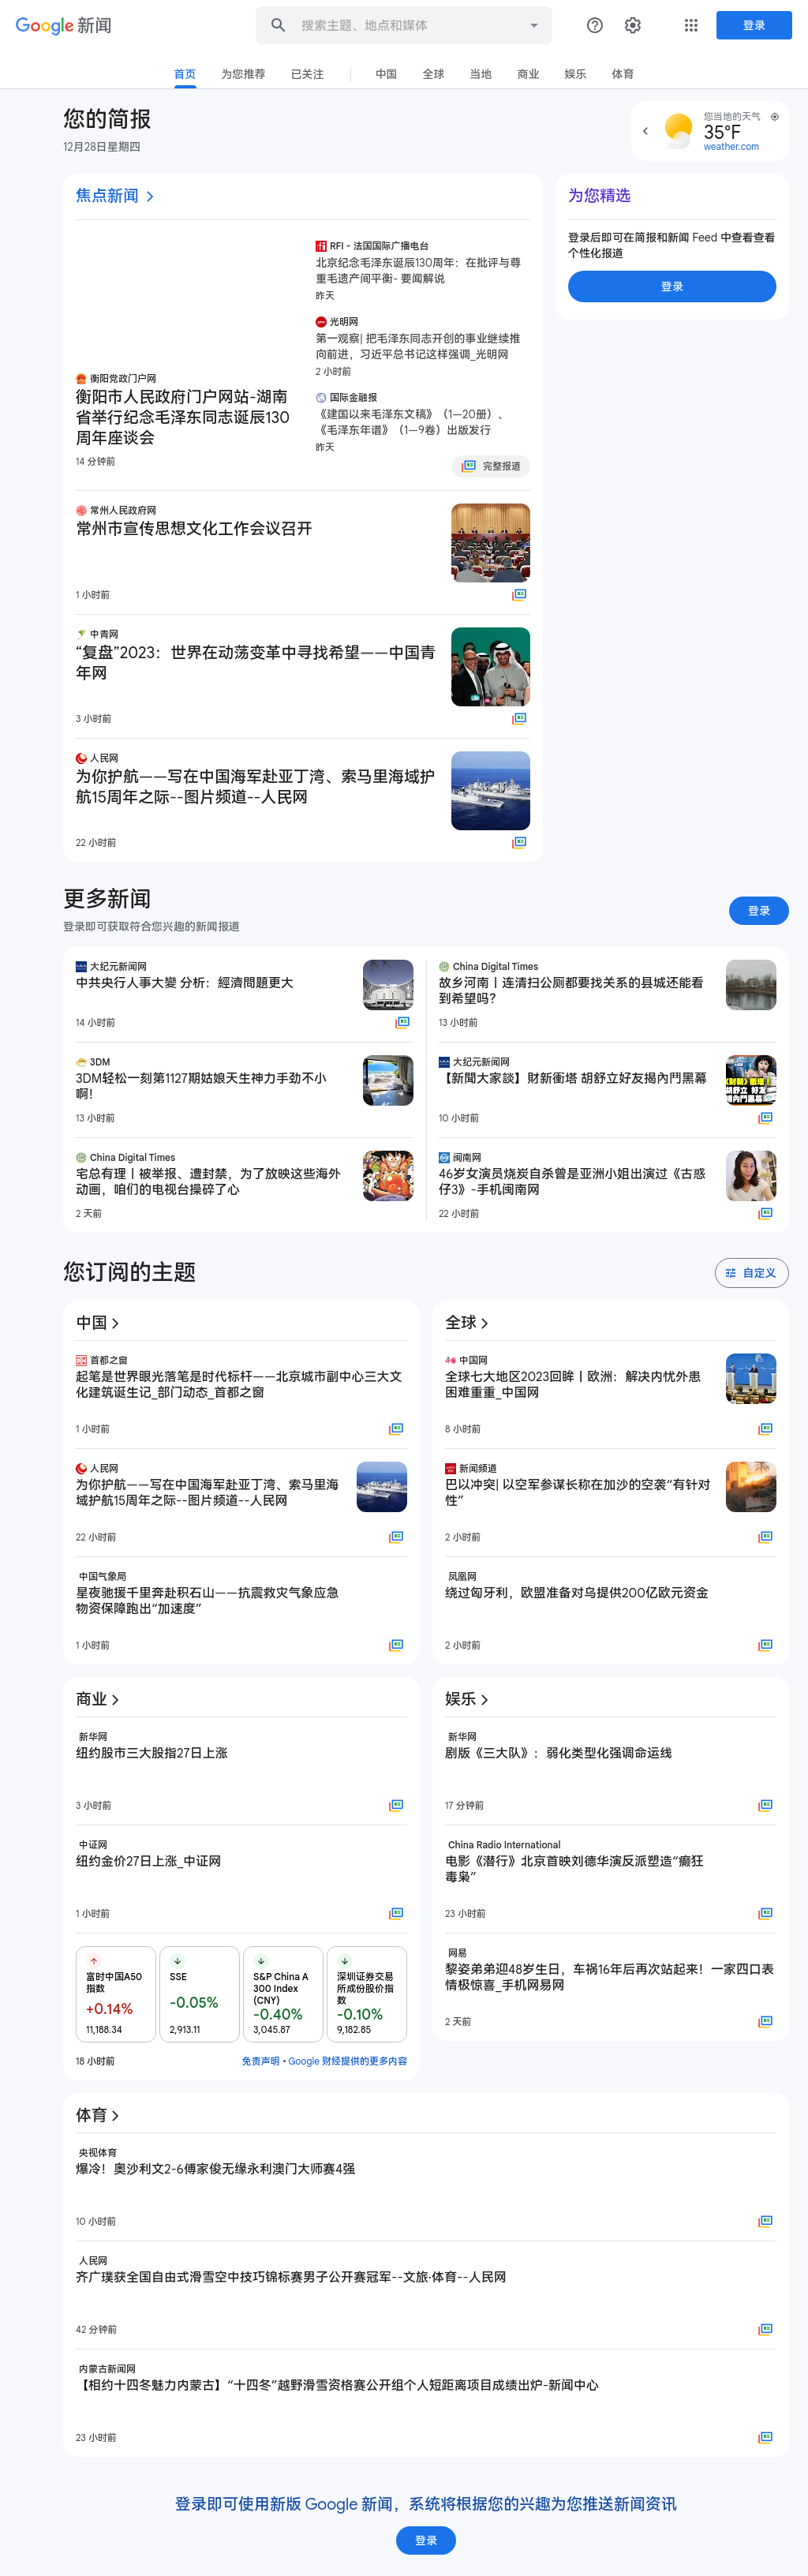 Google 新闻
搜索主题、地点和媒体
登录
首页
为您推荐
已关注
中国
全球
当地
商业
娱乐
体育
您的简报
12月28日星期四
您当地的天气
35°F
weather.com
焦点新闻
衡阳党政门户网
衡阳市人民政府门户网站-湖南
省举行纪念毛泽东同志诞辰130
周年座谈会
14 分钟前
RFI - 法国国际广播电台
北京纪念毛泽东诞辰130周年：在批评与尊
重毛遗产间平衡- 要闻解说
昨天
光明网
第一观察| 把毛泽东同志开创的事业继续推
向前进，习近平总书记这样强调_光明网
2 小时前
国际金融报
《建国以来毛泽东文稿》（1—20册）、
《毛泽东年谱》（1—9卷）出版发行
昨天
完整报道
常州人民政府网
常州市宣传思想文化工作会议召开
1 小时前
中青网
“复盘”2023：世界在动荡变革中寻找希望——中国青
年网
3 小时前
人民网
为你护航——写在中国海军赴亚丁湾、索马里海域护
航15周年之际--图片频道--人民网
22 小时前
为您精选
登录后即可在简报和新闻 Feed 中查看查看
个性化报道
登录
更多新闻
登录即可获取符合您兴趣的新闻报道
登录
大纪元新闻网
中共央行人事大變 分析：經濟問題更大
14 小时前
3DM
3DM轻松一刻第1127期姑娘天生神力手劲不小
啊！
13 小时前
China Digital Times
宅总有理丨被举报、遭封禁，为了放映这些海外
动画，咱们的电视台操碎了心
2 天前
China Digital Times
故乡河南丨连清扫公厕都要找关系的县城还能看
到希望吗？
13 小时前
大纪元新闻网
【新聞大家談】財新衝塔 胡舒立好友揭內鬥黑幕
10 小时前
闽南网
46岁女演员烧炭自杀曾是亚洲小姐出演过《古惑
仔3》-手机闽南网
22 小时前
您订阅的主题
自定义
中国
首都之窗
起笔是世界眼光落笔是时代标杆——北京城市副中心三大文
化建筑诞生记_部门动态_首都之窗
1 小时前
人民网
为你护航——写在中国海军赴亚丁湾、索马里海
域护航15周年之际--图片频道--人民网
22 小时前
中国气象局
星夜驰援千里奔赴积石山——抗震救灾气象应急
物资保障跑出“加速度”
1 小时前
全球
中国网
全球七大地区2023回眸丨欧洲：解决内忧外患
困难重重_中国网
8 小时前
新闻频道
巴以冲突| 以空军参谋长称在加沙的空袭“有针对
性”
2 小时前
凤凰网
绕过匈牙利，欧盟准备对乌提供200亿欧元资金
2 小时前
商业
新华网
纽约股市三大股指27日上涨
3 小时前
中证网
纽约金价27日上涨_中证网
1 小时前
富时中国A50
指数
+0.14%
11,188.34
SSE
-0.05%
2,913.11
S&P China A
300 Index
(CNY)
-0.40%
3,045.87
深圳证券交易
所成份股价指
数
-0.10%
9,182.85
18 小时前
免责声明 • Google 财经提供的更多内容
娱乐
新华网
剧版《三大队》：弱化类型化强调命运线
17 分钟前
China Radio International
电影《潜行》北京首映刘德华演反派塑造“癫狂
毒枭”
23 小时前
网易
黎姿弟弟迎48岁生日，车祸16年后再次站起来！一家四口表
情极惊喜_手机网易网
2 天前
体育
央视体育
爆冷！奥沙利文2-6傅家俊无缘永利澳门大师赛4强
10 小时前
人民网
齐广璞获全国自由式滑雪空中技巧锦标赛男子公开赛冠军--文旅·体育--人民网
42 分钟前
内蒙古新闻网
【相约十四冬魅力内蒙古】“十四冬”越野滑雪资格赛公开组个人短距离项目成绩出炉-新闻中心
23 小时前
登录即可使用新版 Google 新闻，系统将根据您的兴趣为您推送新闻资讯
登录